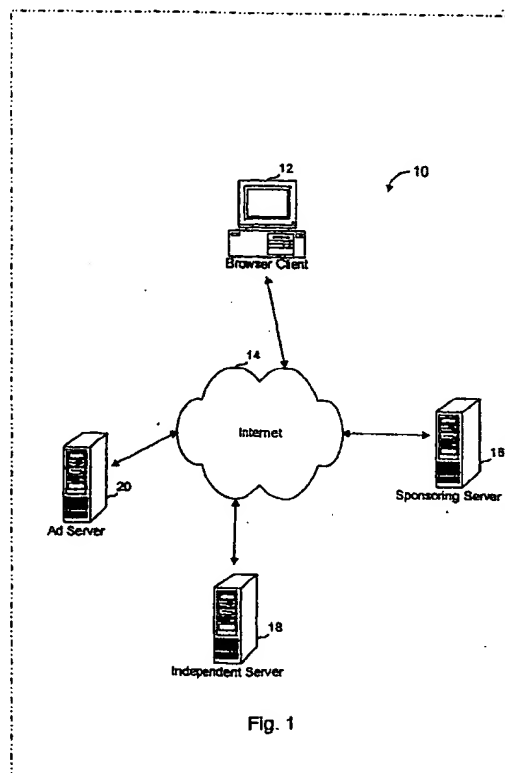 12
10
Browser Client
14
Internet
16
Sponsoring Server
20
Ad Server
18
Independent Server
Fig. 1